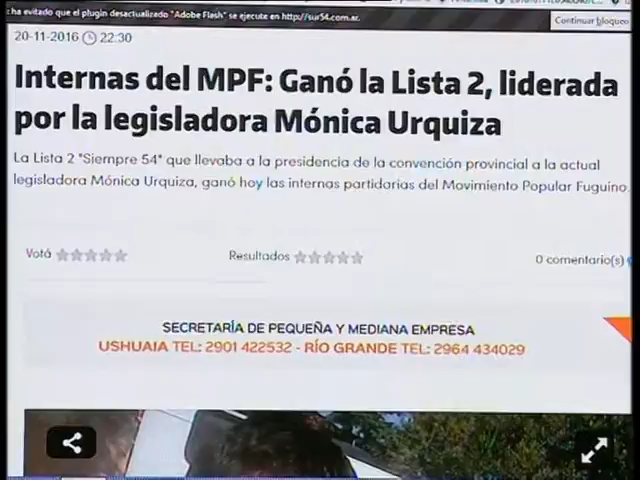 ha evitado que el plugin desactualizado "Adobe Flash" se ejecute en http://sur54.com.ar.
Continuar bloqueo
20-11-2016 22:30
Internas del MPF: Ganó la Lista 2, liderada
por la legisladora Mónica Urquiza
La Lista 2 "Siempre 54" que llevaba a la presidencia de la convención provincial a la actual
legisladora Mónica Urquiza, ganó hoy las internas partidarias del Movimiento Popular Fueguino.
Votá
Resultados
0 comentario(s)
SECRETARÍA DE PEQUEÑA Y MEDIANA EMPRESA
USHUAIA TEL: 2901 422532 - RÍO GRANDE TEL: 2964 434029